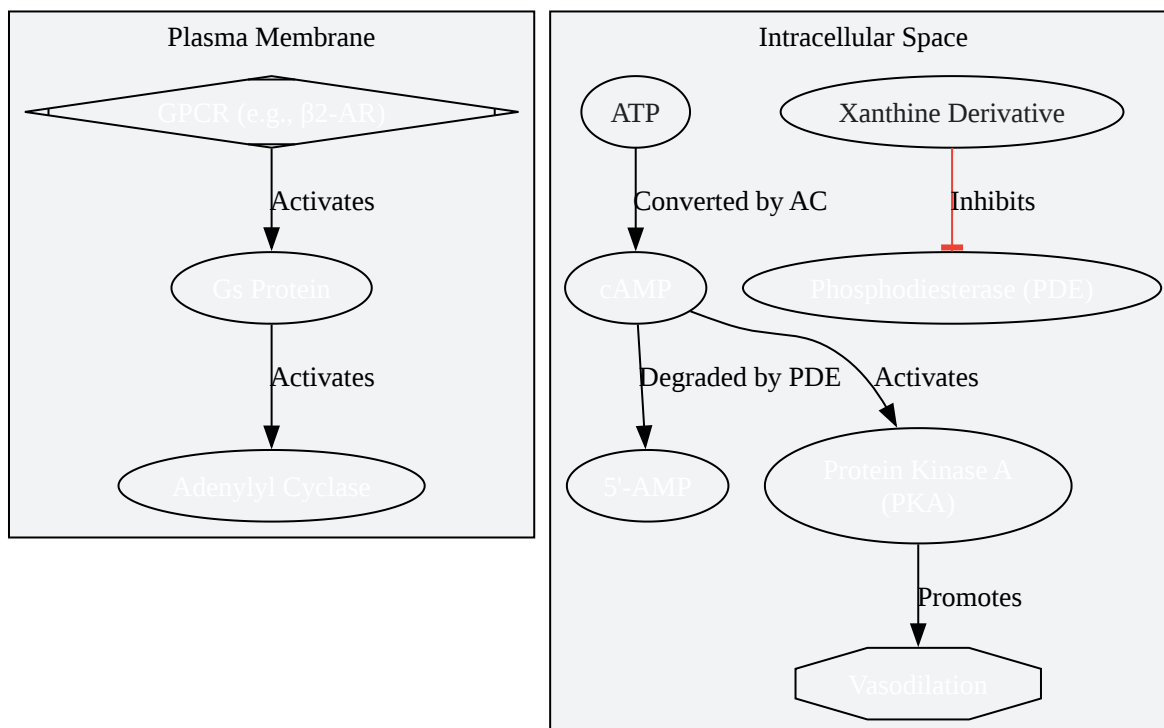 Plasma Membrane
GPCR (e.g., β2-AR)
Activates
Gs Protein
Activates
Adenylyl Cyclase
Intracellular Space
ATP
Xanthine Derivative
Converted by AC
Inhibits
cAMP
Phosphodiesterase (PDE)
Degraded by PDE
Activates
5'-AMP
Protein Kinase A
(PKA)
Promotes
Vasodilation